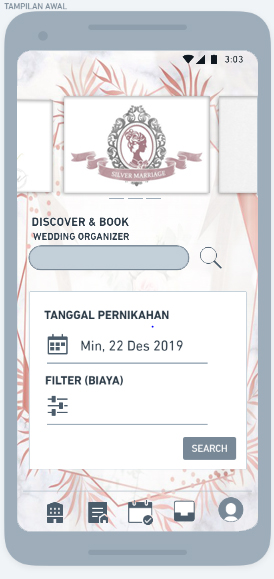 TAMPILAN AWAL
3:03
SILVER MARRIAGE
DISCOVER & BOOK
WEDDING ORGANIZER
TANGGAL PERNIKAHAN
Min, 22 Des 2019
FILTER (BIAYA)
SEARCH